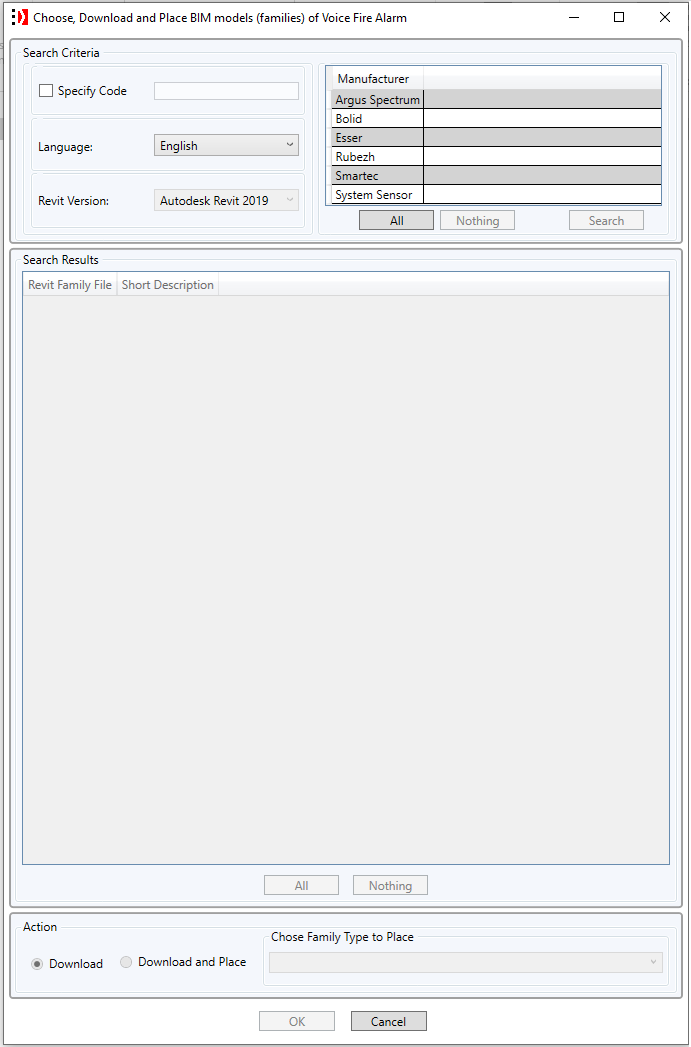 Choose, Download and Place BIM models (families) of Voice Fire Alarm
Search Criteria
Specify Code
Language:
English
Revit Version:
Autodesk Revit 2019
Manufacturer
Argus Spectrum
Bolid
Esser
Rubezh
Smartec
System Sensor
All
Nothing
Search
Search Results
Revit Family File
Short Description
All
Nothing
Action
Download
Download and Place
Chose Family Type to Place
OK
Cancel